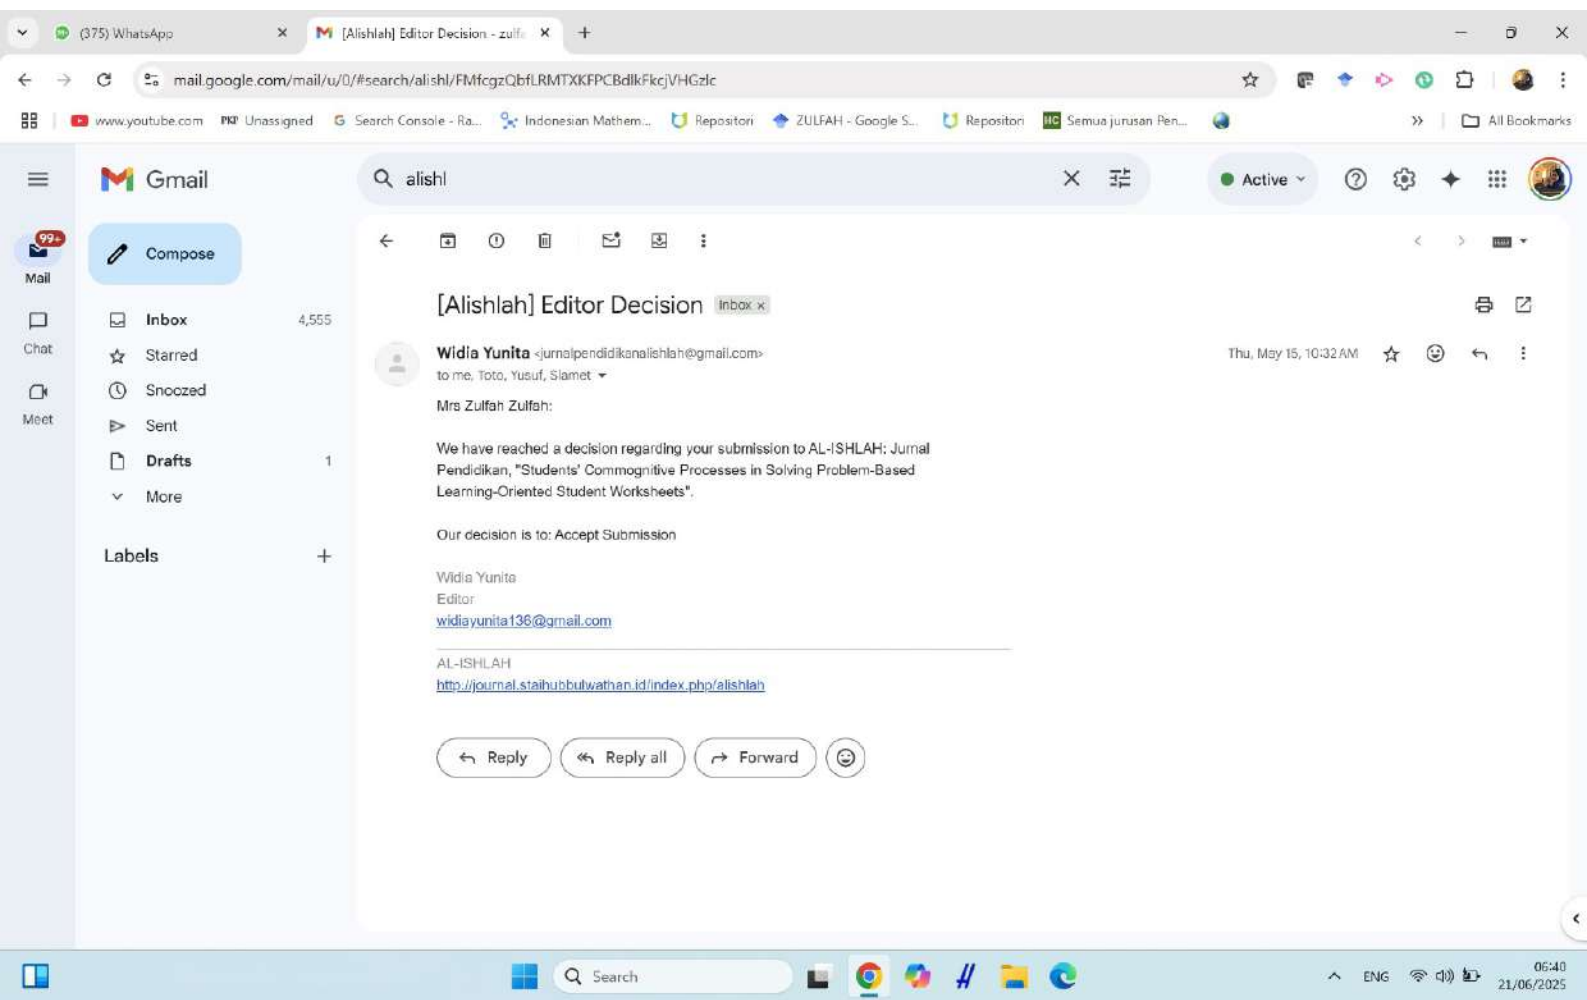 (375) WhatsApp
[Alishlah] Editor Decision - zulfa
mail.google.com/mail/u/0/#search/alishl/FMfcgzQbfLRMTXKFPCBdlkFkcjVHGzlc
www.youtube.com PKP Unassigned G Search Console - Ra... Indonesian Mathem... Repositori ZULFAH - Google S... Repositori HC Semua jurusan Pen... » All Bookmarks
Gmail
alishl
Active
99+
Mail
Chat
Meet
Compose
Inbox 4,555
Starred
Snoozed
Sent
Drafts 1
More
Labels +
[Alishlah] Editor Decision Inbox x
Widia Yunita <jurnalpendidikanalishlah@gmail.com> Thu, May 15, 10:32 AM
to me, Toto, Yusuf, Slamet
Mrs Zulfah Zulfah:
We have reached a decision regarding your submission to AL-ISHLAH: Jurnal
Pendidikan, "Students' Commognitive Processes in Solving Problem-Based
Learning-Oriented Student Worksheets".
Our decision is to: Accept Submission
Widia Yunita
Editor
widiayunita136@gmail.com
AL-ISHLAH
http://journal.staihubbulwathan.id/index.php/alishlah
Reply
Reply all
Forward
Search
ENG
06:40
21/06/2025